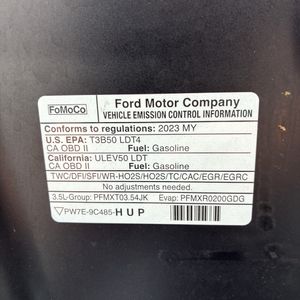 FoMoCo
Ford Motor Company
VEHICLE EMISSION CONTROL INFORMATION
Conforms to regulations: 2023 MY
U.S. EPA: T3B50 LDT4
CA OBD II Fuel: Gasoline
California: ULEV50 LDT
CA OBD II Fuel: Gasoline
TWC/DFI/SFI/WR-HO2S/HO2S/TC/CAC/EGR/EGRC
No adjustments needed.
3.5L-Group: PFMXT03.54JK Evap: PFMXR0200GDG
▽PW7E-9C485-HUP